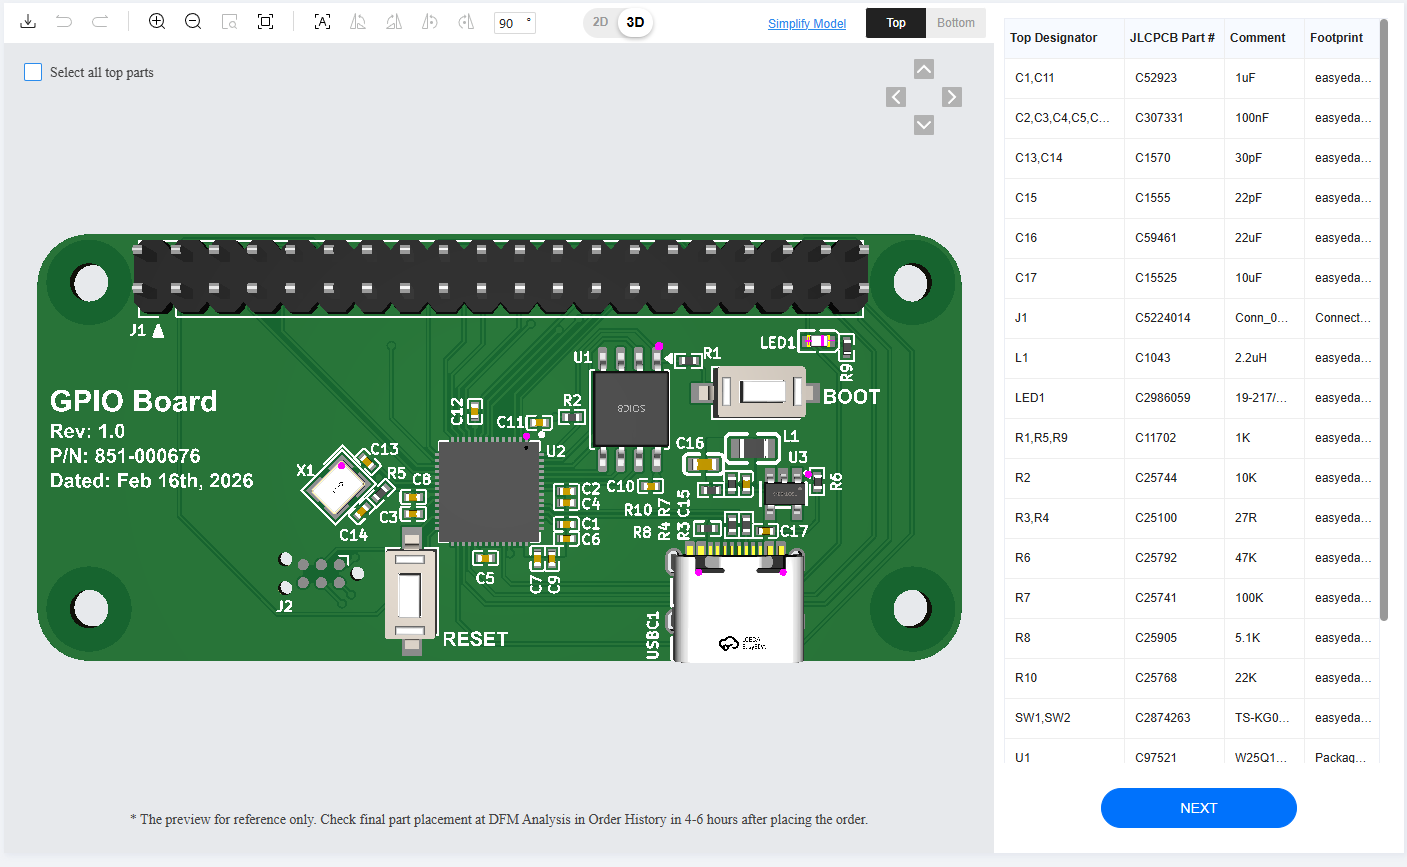 90 °
2D 3D
Simplify Model
Top Bottom
Select all top parts
J1
LED1
R9
U1
R1
BOOT
GPIO Board
Rev: 1.0
P/N: 851-000676
Dated: Feb 16th, 2026
C12
C11
R2
SOIC8
U2
L1
C16
U3
R6
X1
C13
R5
C8
C3
C14
C2
C4
C1
C6
C10
R10
R8
R4 R7
R3 C15
C17
C5
C7
C9
J2
RESET
USBC1
* The preview for reference only. Check final part placement at DFM Analysis in Order History in 4-6 hours after placing the order.
Top Designator JLCPCB Part # Comment Footprint
C1,C11 C52923 1uF easyeda...
C2,C3,C4,C5,C... C307331 100nF easyeda...
C13,C14 C1570 30pF easyeda...
C15 C1555 22pF easyeda...
C16 C59461 22uF easyeda...
C17 C15525 10uF easyeda...
J1 C5224014 Conn_0... Connect...
L1 C1043 2.2uH easyeda...
LED1 C2986059 19-217/... easyeda...
R1,R5,R9 C11702 1K easyeda...
R2 C25744 10K easyeda...
R3,R4 C25100 27R easyeda...
R6 C25792 47K easyeda...
R7 C25741 100K easyeda...
R8 C25905 5.1K easyeda...
R10 C25768 22K easyeda...
SW1,SW2 C2874263 TS-KG0... easyeda...
U1 C97521 W25Q1... Packag...
NEXT